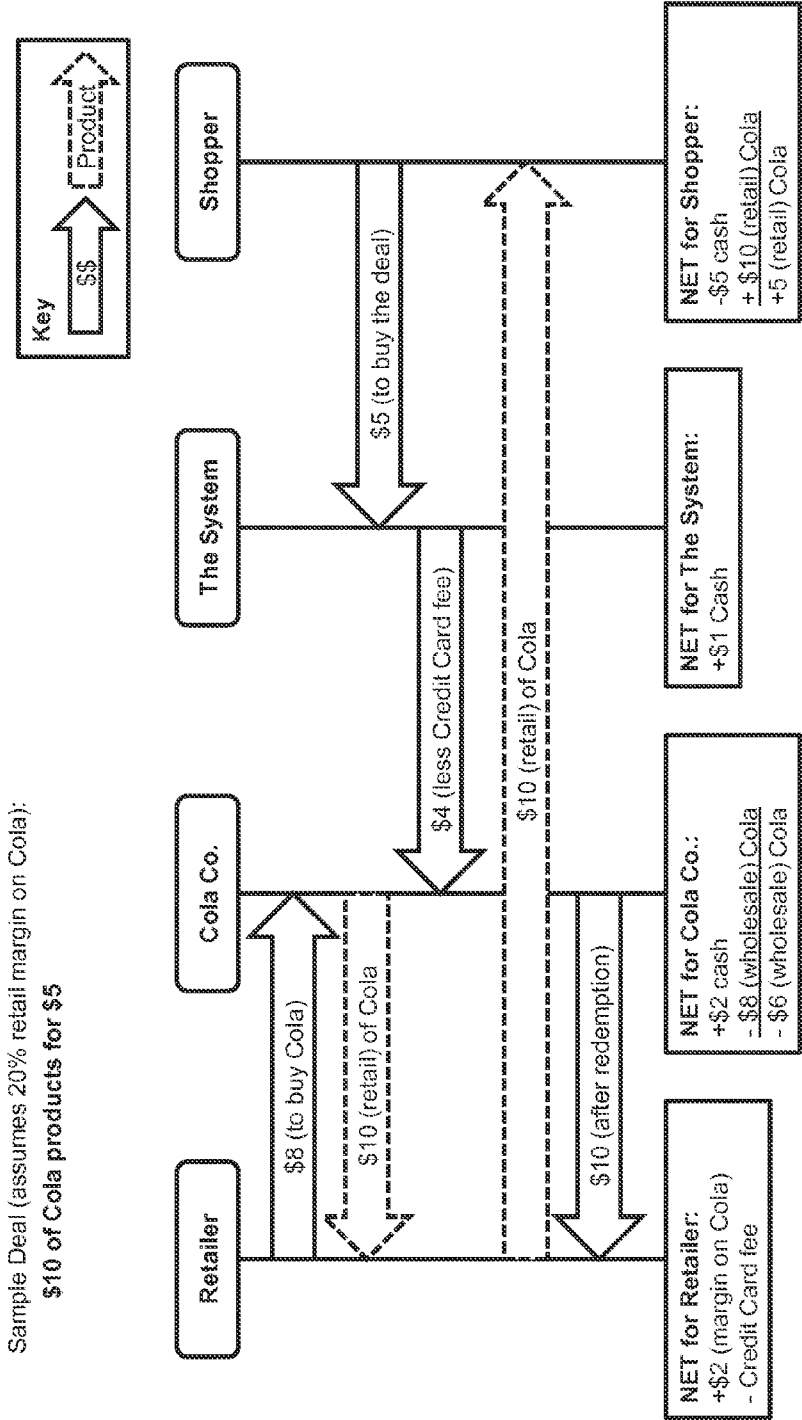 Sample Deal (assumes 20% retail margin on Cola):
$10 of Cola products for $5
Key
$$
Product
Retailer
Cola Co.
The System
Shopper
$8 (to buy Cola)
$10 (retail) of Cola
$5 (to buy the deal)
$4 (less Credit Card fee)
$10 (retail) of Cola
$10 (after redemption)
NET for Retailer:
+$2 (margin on Cola)
- Credit Card fee
NET for Cola Co.:
+$2 cash
- $8 (wholesale) Cola
- $6 (wholesale) Cola
NET for The System:
+$1 Cash
NET for Shopper:
-$5 cash
+ $10 (retail) Cola
+5 (retail) Cola